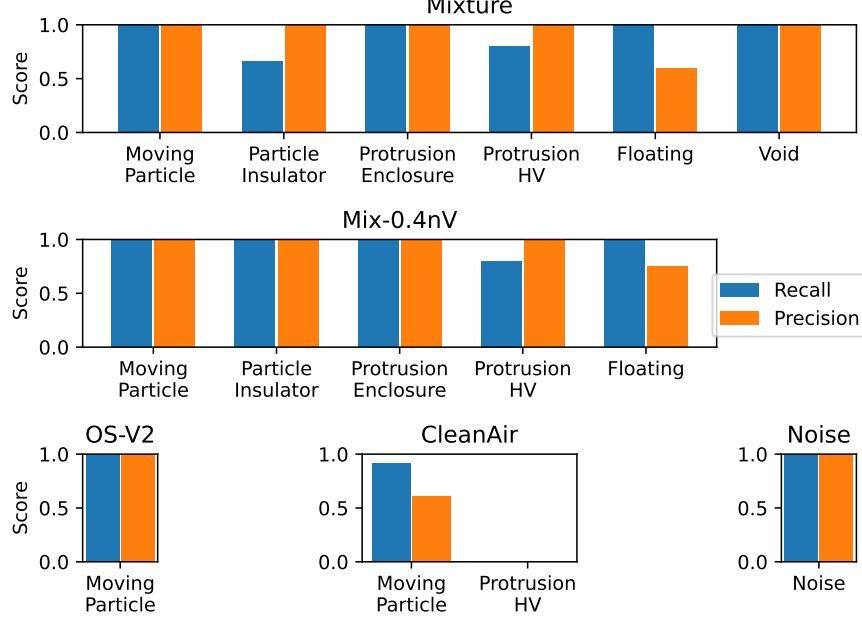 Mixture
1.0
0.5
0.0
Score
Moving Particle Protrusion Protrusion Floating Void
Particle Insulator Enclosure HV
Mix-0.4nV
1.0
0.5
0.0
Score
Recall
Precision
Moving Particle Protrusion Protrusion Floating
Particle Insulator Enclosure HV
OS-V2 CleanAir Noise
1.0 1.0 1.0
0.5 0.5 0.5
0.0 0.0 0.0
Score
Moving Moving Protrusion Noise
Particle Particle HV